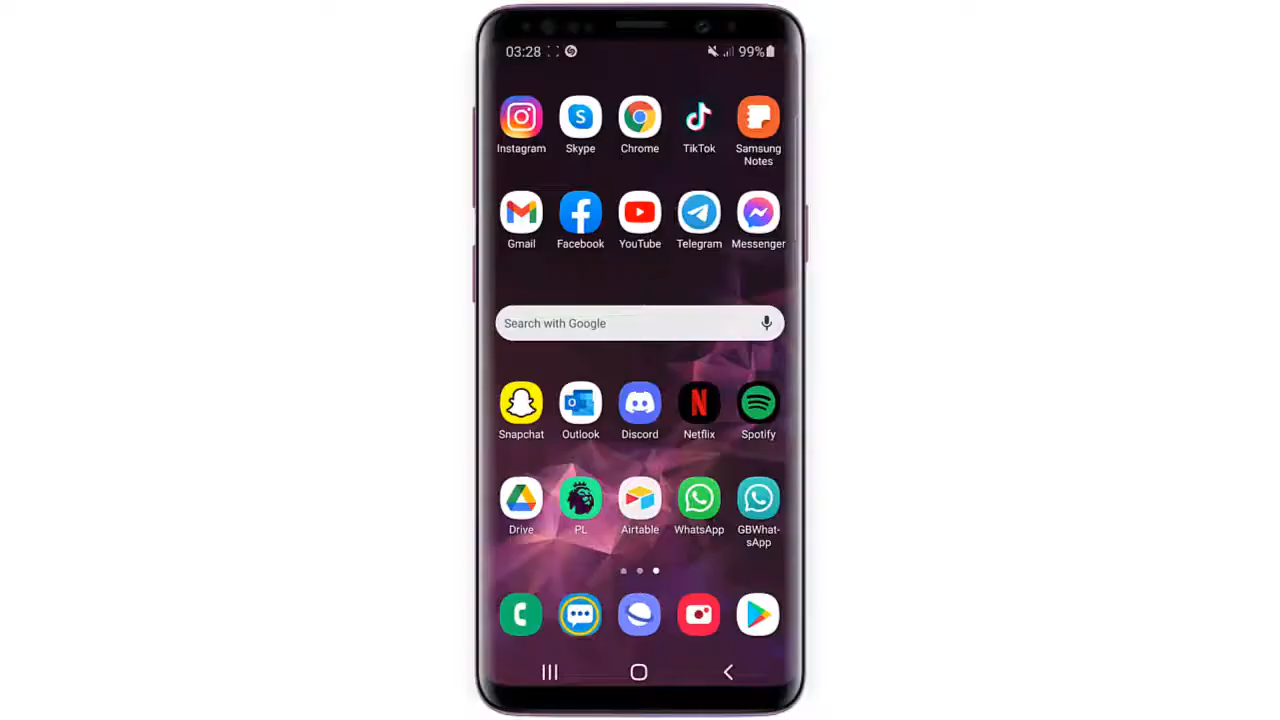 03:28 99%
Instagram Skype Chrome TikTok Samsung
Notes
Gmail Facebook YouTube Telegram Messenger
Search with Google
Snapchat Outlook Discord Netflix Spotify
Drive PL Airtable WhatsApp GBWhat-
sApp